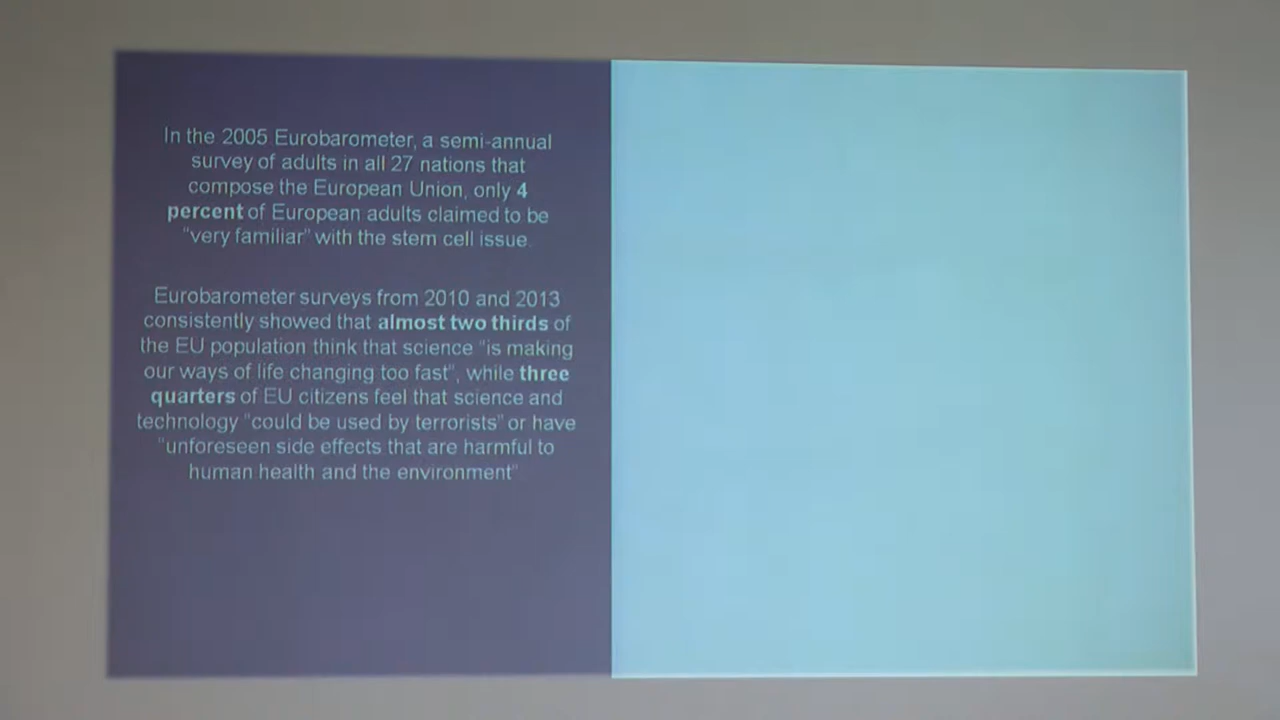 In the 2005 Eurobarometer, a semi-annual
survey of adults in all 27 nations that
compose the European Union, only 4
percent of European adults claimed to be
"very familiar" with the stem cell issue.
Eurobarometer surveys from 2010 and 2013
consistently showed that almost two thirds of
the EU population think that science "is making
our ways of life changing too fast", while three
quarters of EU citizens feel that science and
technology "could be used by terrorists" or have
"unforeseen side effects that are harmful to
human health and the environment"